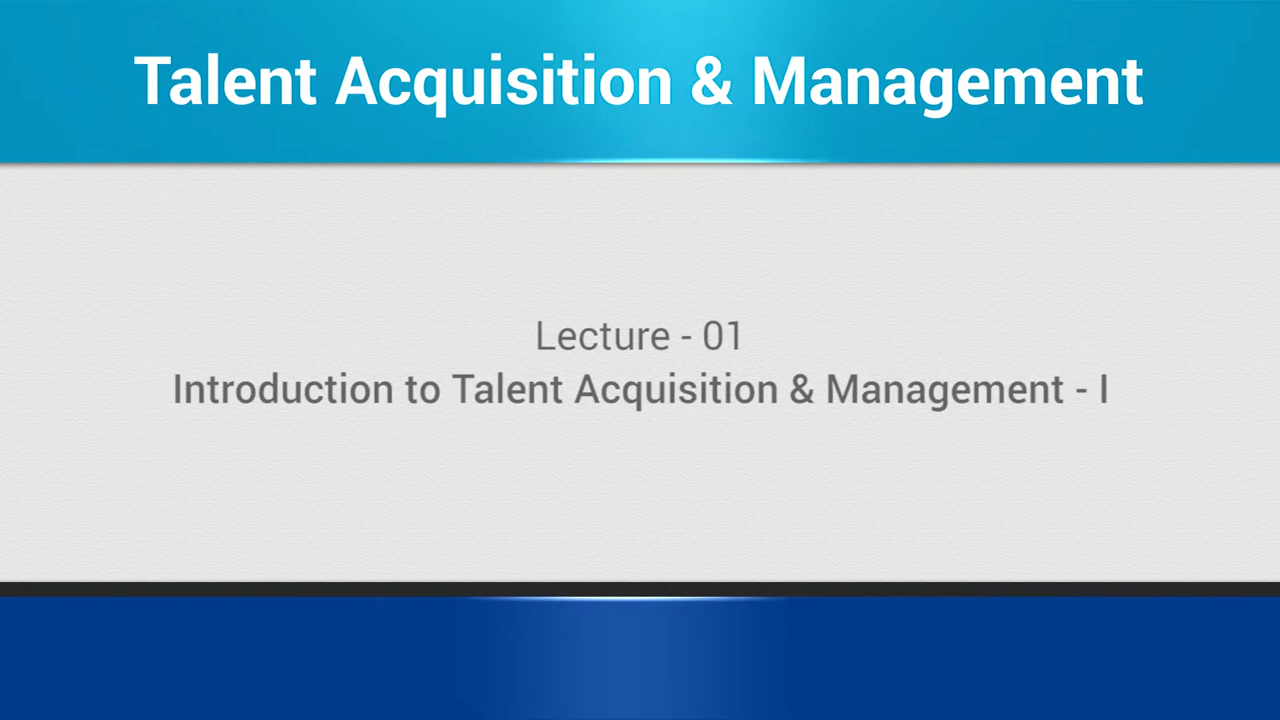 Talent Acquisition & Management
Lecture - 01
Introduction to Talent Acquisition & Management - I